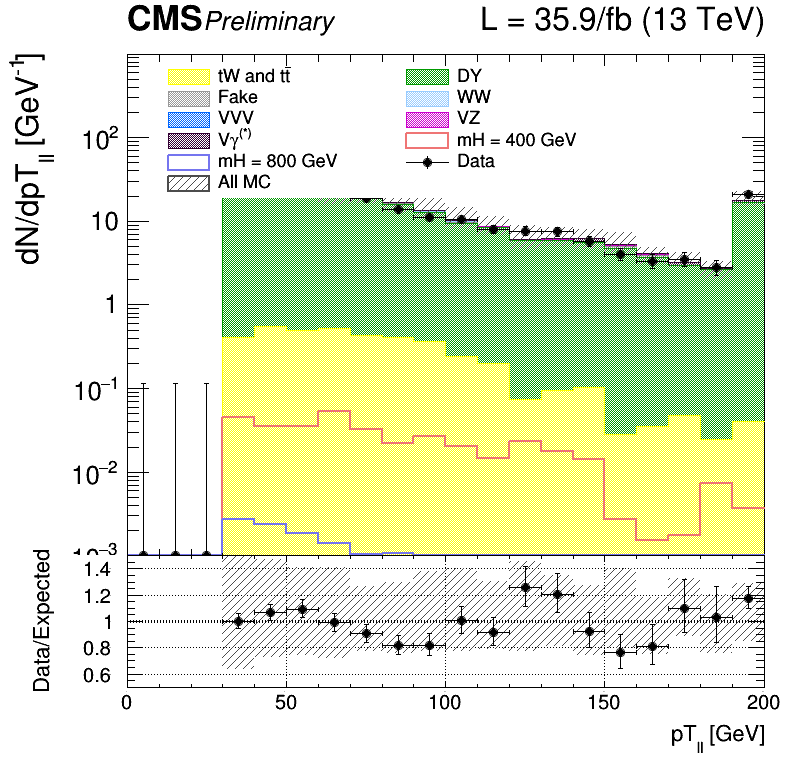 CMS Preliminary L = 35.9/fb (13 TeV)
dN/dpT_ll [GeV^-1]
tW and tt̄ DY
Fake WW
VVV VZ
Vγ^(*) mH = 400 GeV
mH = 800 GeV Data
All MC
10^2
10
1
10^-1
10^-2
10^-3
Data/Expected
1.4
1.2
1
0.8
0.6
0 50 100 150 200
pT_ll [GeV]